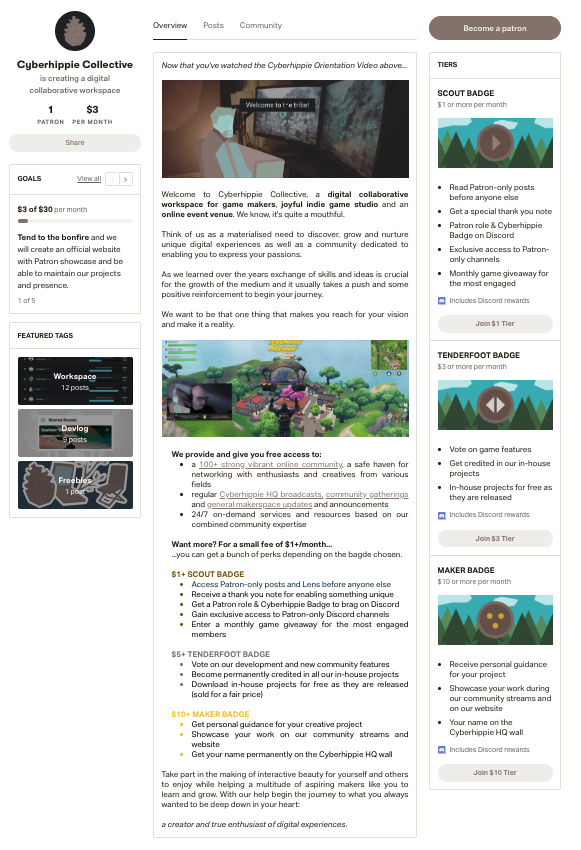 Cyberhippie Collective
is creating a digital
collaborative workspace
1
PATRON
$3
PER MONTH
Share
GOALS
View all
$3 of $30 per month
Tend to the bonfire and we
will create an official website
with Patron showcase and be
able to maintain our projects
and presence.
1 of 5
FEATURED TAGS
Workspace
12 posts
Devlog
9 posts
Freebies
1 post
Overview
Posts
Community
Now that you've watched the Cyberhippie Orientation Video above...
Welcome to the tribe!
Welcome to Cyberhippie Collective, a digital collaborative
workspace for game makers, joyful indie game studio and an
online event venue. We know, it's quite a mouthful.
Think of us as a materialised need to discover, grow and nurture
unique digital experiences as well as a community dedicated to
enabling you to express your passions.
As we learned over the years exchange of skills and ideas is crucial
for the growth of the medium and it usually takes a push and some
positive reinforcement to begin your journey.
We want to be that one thing that makes you reach for your vision
and make it a reality.
We provide and give you free access to:
a 100+ strong vibrant online community, a safe haven for
networking with enthusiasts and creatives from various
fields
regular Cyberhippie HQ broadcasts, community gatherings
and general makerspace updates and announcements
24/7 on-demand services and resources based on our
combined community expertise
Want more? For a small fee of $1+/month...
...you can get a bunch of perks depending on the bagde chosen.
$1+ SCOUT BADGE
Access Patron-only posts and Lens before anyone else
Receive a thank you note for enabling something unique
Get a Patron role & Cyberhippie Badge to brag on Discord
Gain exclusive access to Patron-only Discord channels
Enter a monthly game giveaway for the most engaged
members
$5+ TENDERFOOT BADGE
Vote on our development and new community features
Become permanently credited in all our in-house projects
Download in-house projects for free as they are released
(sold for a fair price)
$10+ MAKER BADGE
Get personal guidance for your creative project
Showcase your work on our community streams and
website
Get your name permanently on the Cyberhippie HQ wall
Take part in the making of interactive beauty for yourself and others
to enjoy while helping a multitude of aspiring makers like you to
learn and grow. With our help begin the journey to what you always
wanted to be deep down in your heart:
a creator and true enthusiast of digital experiences.
Become a patron
TIERS
SCOUT BADGE
$1 or more per month
Read Patron-only posts
before anyone else
Get a special thank you note
Patron role & Cyberhippie
Badge on Discord
Exclusive access to Patron-
only channels
Monthly game giveaway for
the most engaged
Includes Discord rewards
Join $1 Tier
TENDERFOOT BADGE
$3 or more per month
Vote on game features
Get credited in our in-house
projects
In-house projects for free as
they are released
Includes Discord rewards
Join $3 Tier
MAKER BADGE
$10 or more per month
Receive personal guidance
for your project
Showcase your work during
our community streams and
on our website
Your name on the
Cyberhippie HQ wall
Includes Discord rewards
Join $10 Tier